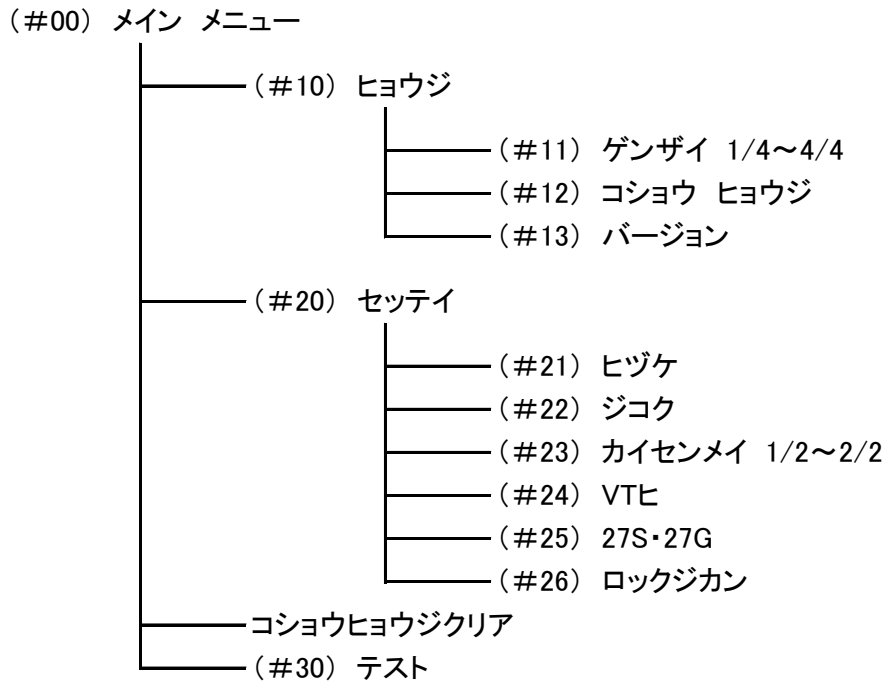 (#00) メイン メニュー
(#10) ヒョウジ
(#11) ゲンザイ 1/4～4/4
(#12) コショウ ヒョウジ
(#13) バージョン
(#20) セッテイ
(#21) ヒヅケ
(#22) ジコク
(#23) カイセンメイ 1/2～2/2
(#24) VTヒ
(#25) 27S・27G
(#26) ロックジカン
コショウヒョウジクリア
(#30) テスト